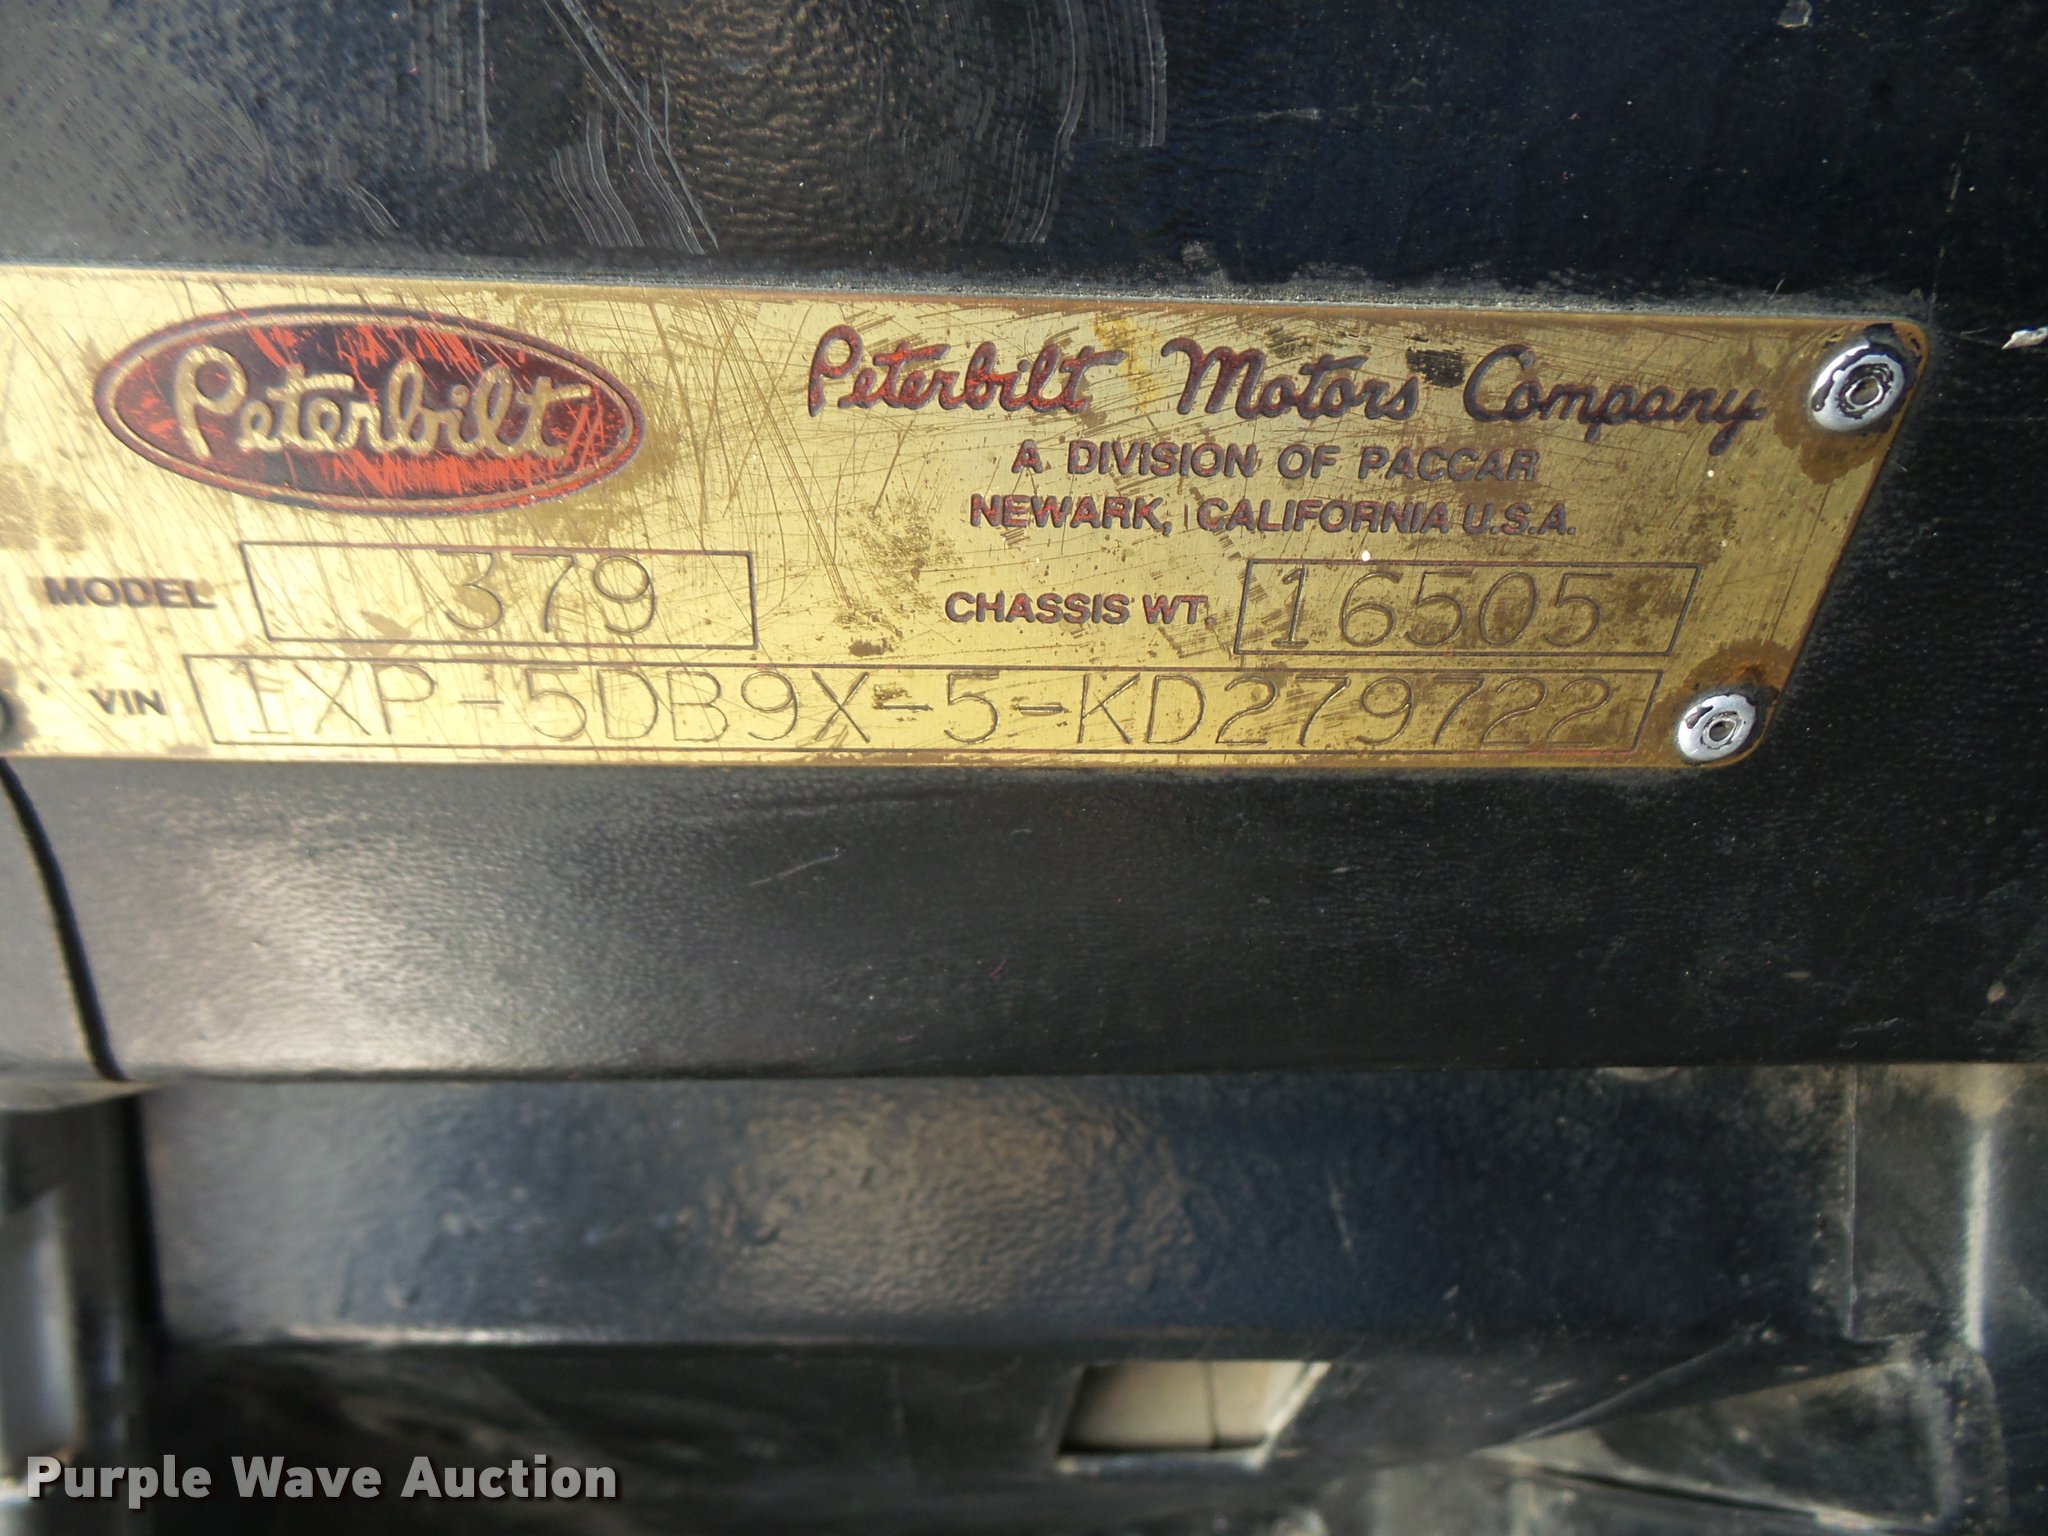 Peterbilt
Peterbilt Motors Company
A DIVISION OF PACCAR
NEWARK, CALIFORNIA U.S.A.
MODEL 379
CHASSIS WT. 16505
VIN 1XP-5DB9X-5-KD279722
Purple Wave Auction